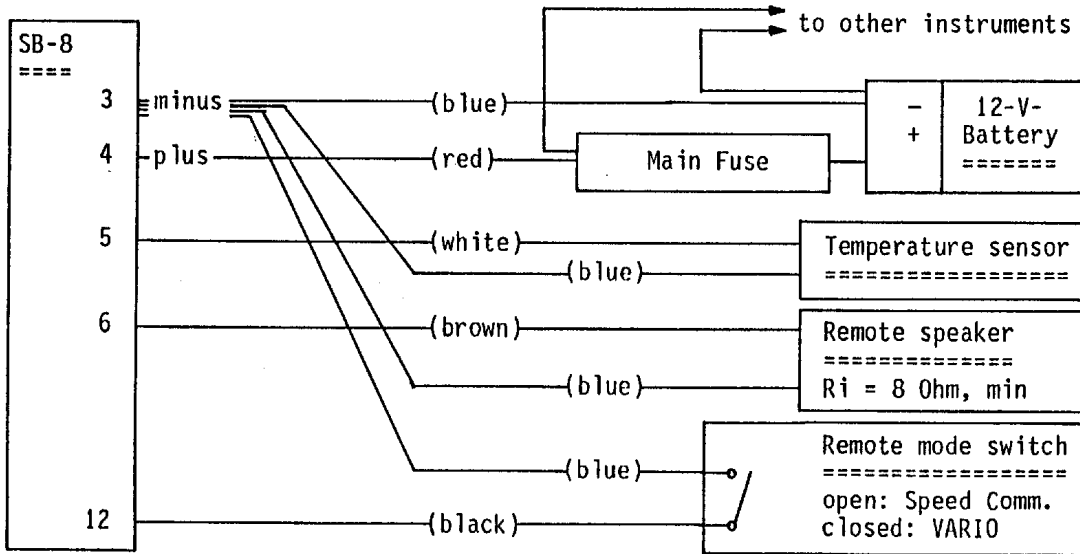 to other instruments
SB-8
====
3 minus (blue) - 12-V-
+ Battery
=======
4 plus (red) Main Fuse
5 (white) Temperature sensor
(blue) ==================
6 (brown) Remote speaker
==============
(blue) Ri = 8 Ohm, min
Remote mode switch
(blue) =================
open: Speed Comm.
12 (black) closed: VARIO